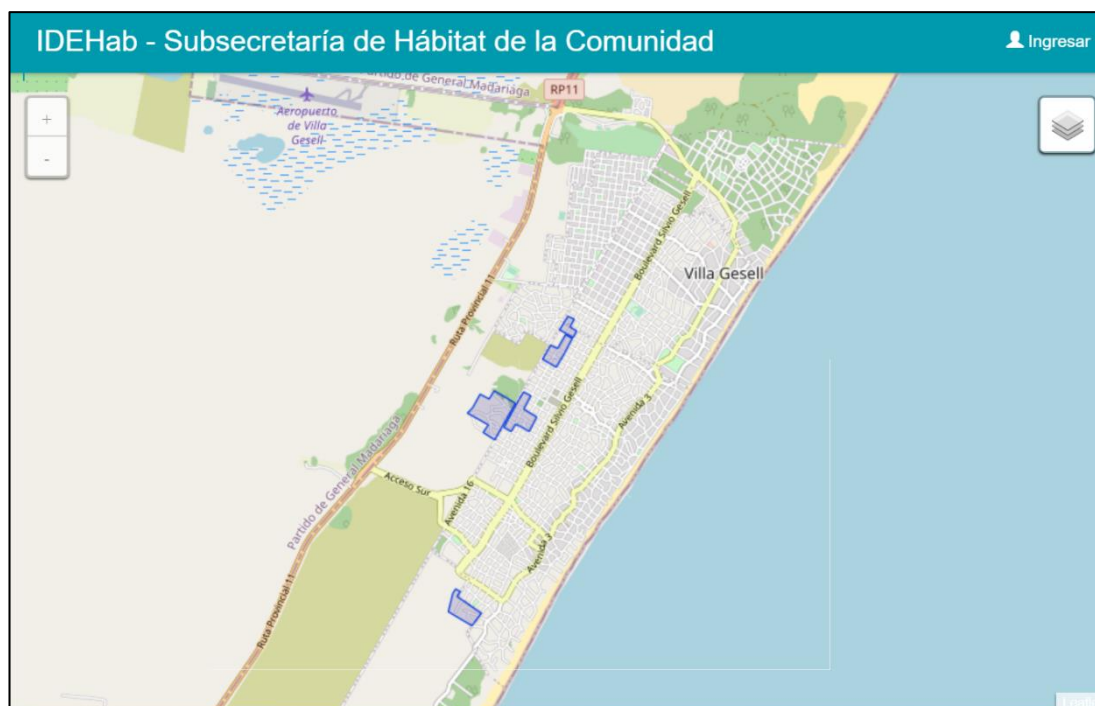 IDEHab - Subsecretaría de Hábitat de la Comunidad
Ingresar
Partido de General Madariaga
RP11
+
-
Aeropuerto
de Villa
Gesell
Boulevard Silvio Gesell
Villa Gesell
Ruta Provincial 11
Boulevard Silvio Gesell
Avenida 3
Partido de General Madariaga
Acceso Sur
Avenida 16
Avenida 3
Ruta Provincial 11